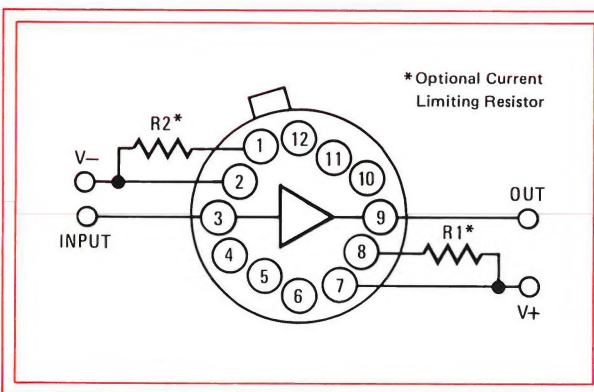 *Optional Current
Limiting Resistor
R2*
1
12
11
10
V–
2
3
9
OUT
INPUT
4
5
6
7
8
R1*
V+